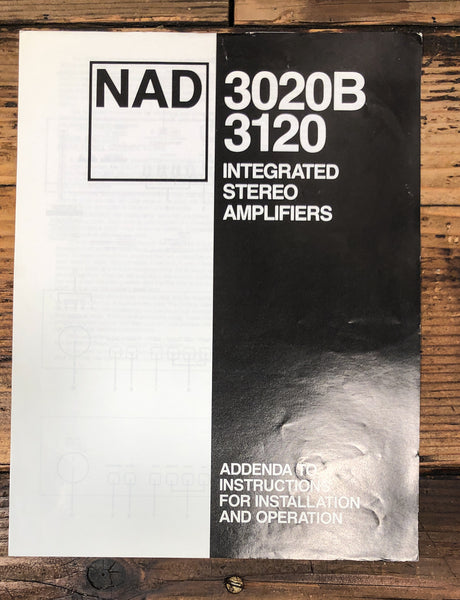 NAD
3020B
3120
INTEGRATED
STEREO
AMPLIFIERS
ADDENDA TO
INSTRUCTIONS
FOR INSTALLATION
AND OPERATION